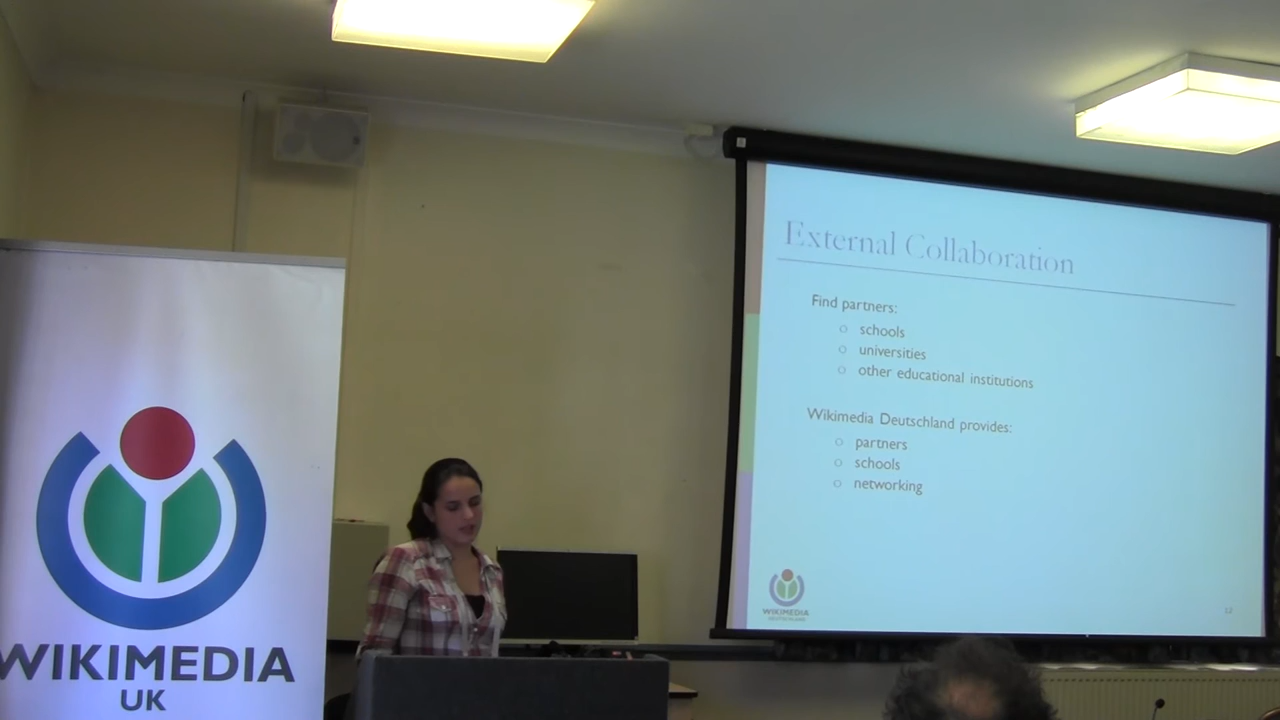 WIKIMEDIA
UK
External Collaboration
Find partners:
o schools
o universities
o other educational institutions
Wikimedia Deutschland provides:
o partners
o schools
o networking
WIKIMEDIA
DEUTSCHLAND
12